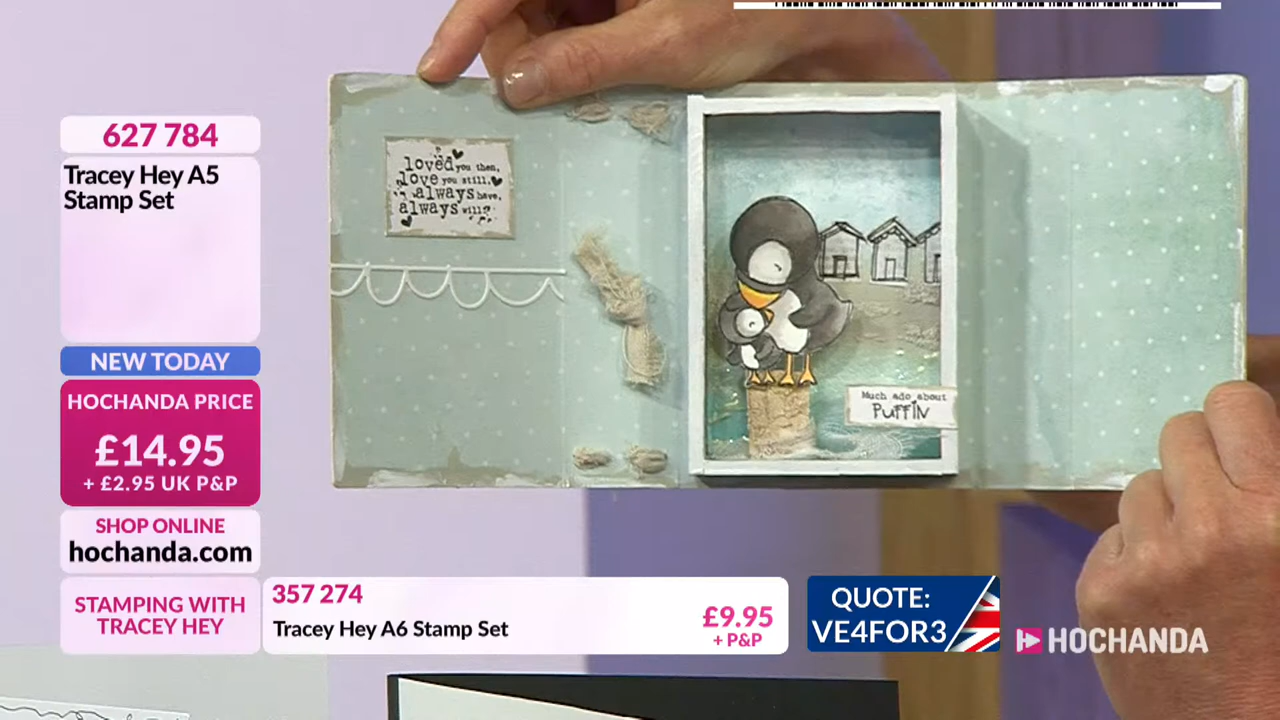 627 784
Tracey Hey A5
Stamp Set
NEW TODAY
HOCHANDA PRICE
£14.95
+ £2.95 UK P&P
SHOP ONLINE
hochanda.com
STAMPING WITH
TRACEY HEY
357 274
Tracey Hey A6 Stamp Set
£9.95
+ P&P
QUOTE:
VE4FOR3
HOCHANDA
loved you then,
love you still,
always have,
always will
Much ado about
PUFFIN